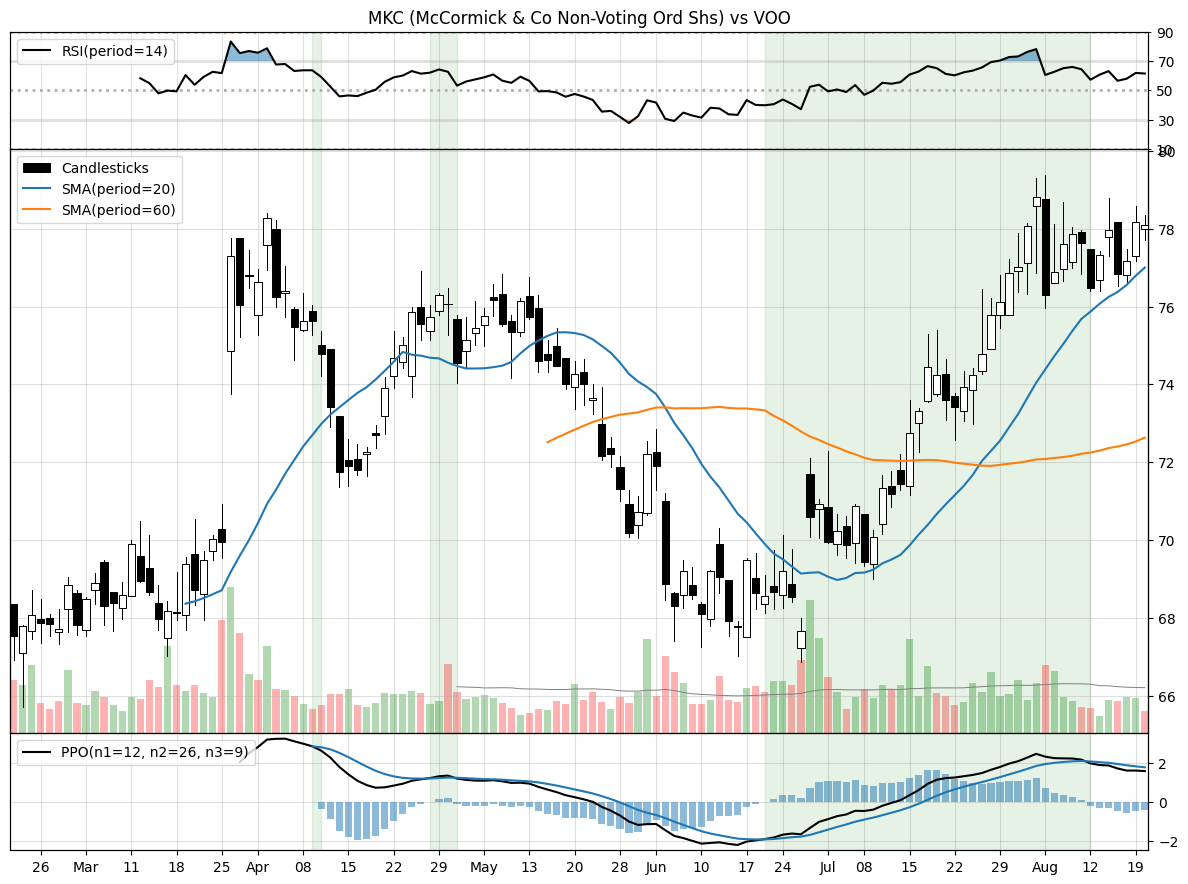 MKC (McCormick & Co Non-Voting Ord Shs) vs VOO
RSI(period=14)
90
70
50
30
10
Candlesticks
SMA(period=20)
SMA(period=60)
80
78
76
74
72
70
68
66
PPO(n1=12, n2=26, n3=9)
2
0
−2
26 Mar 11 18 25 Apr 08 15 22 29 May 13 20 28 Jun 10 17 24 Jul 08 15 22 29 Aug 12 19